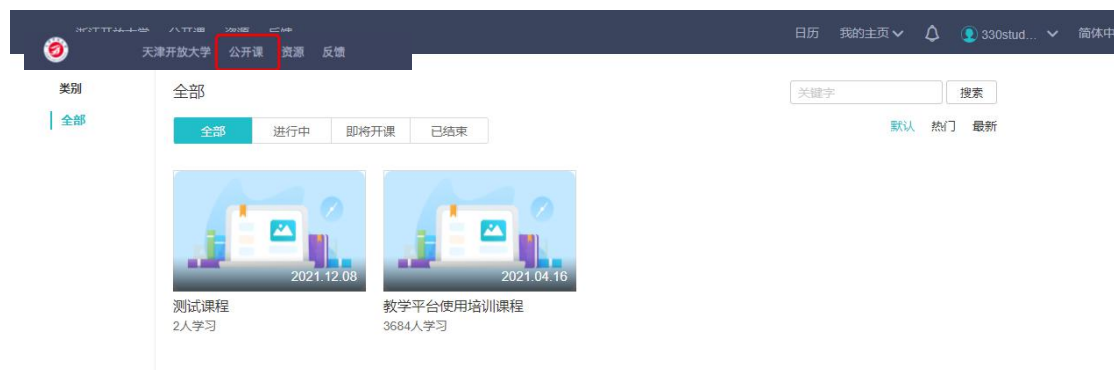 日历 我的主页 330stud... 简体中
天津开放大学 公开课 资源 反馈
类别
全部
全部
关键字 搜索
全部 进行中 即将开课 已结束
默认 热门 最新
2021.12.08
2021.04.16
测试课程
教学平台使用培训课程
2人学习
3684人学习